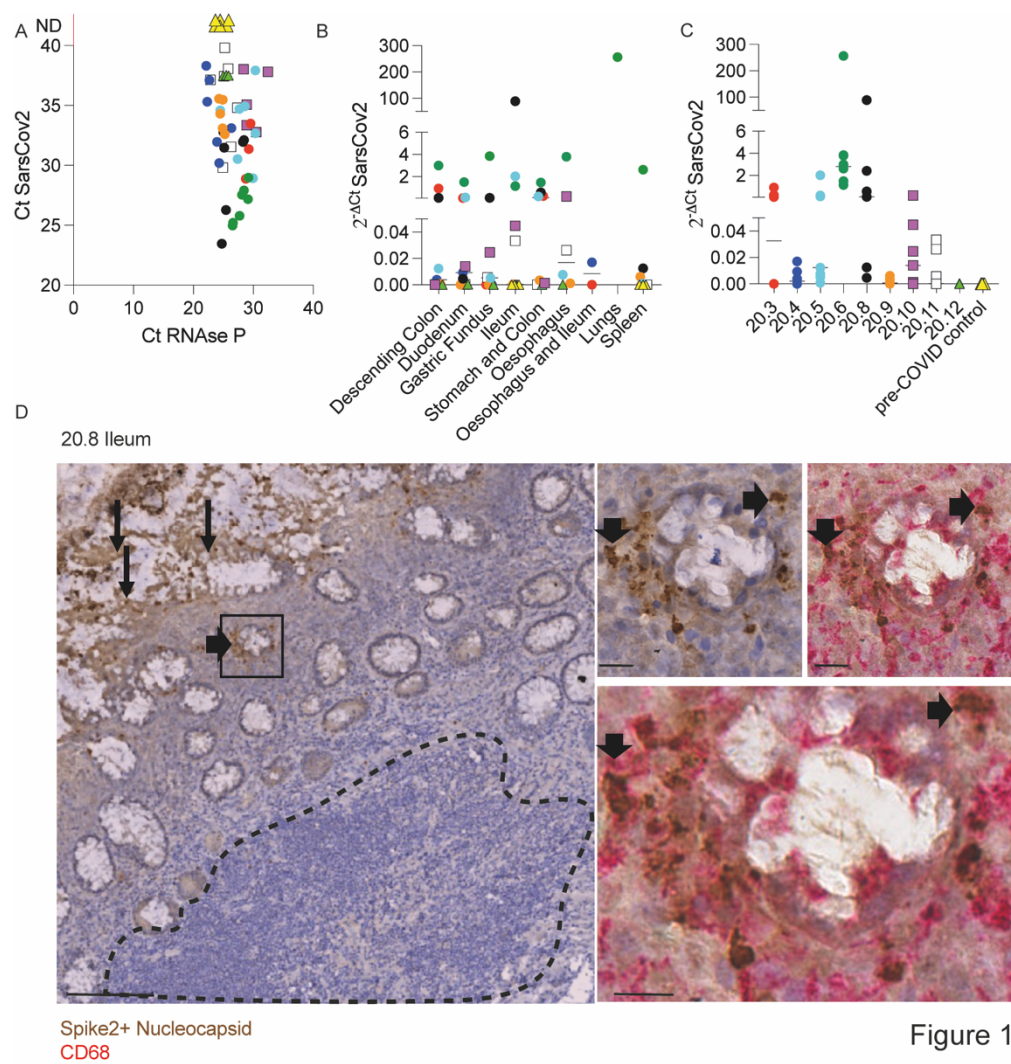 A
ND
40
35
30
25
20
Ct SarsCov2
0
10
20
30
40
Ct RNAse P
B
300
200
100
6
4
2
0.04
0.02
0.00
2^-ΔCt SarsCov2
Descending Colon
Duodenum
Gastric Fundus
Ileum
Stomach and Colon
Oesophagus
Oesophagus and Ileum
Lungs
Spleen
C
300
200
100
6
4
2
0.04
0.02
0.00
2^-ΔCt SarsCov2
20.3
20.4
20.5
20.6
20.8
20.9
20.10
20.11
20.12
pre-COVID control
D
20.8 Ileum
Spike2+ Nucleocapsid
CD68
Figure 1